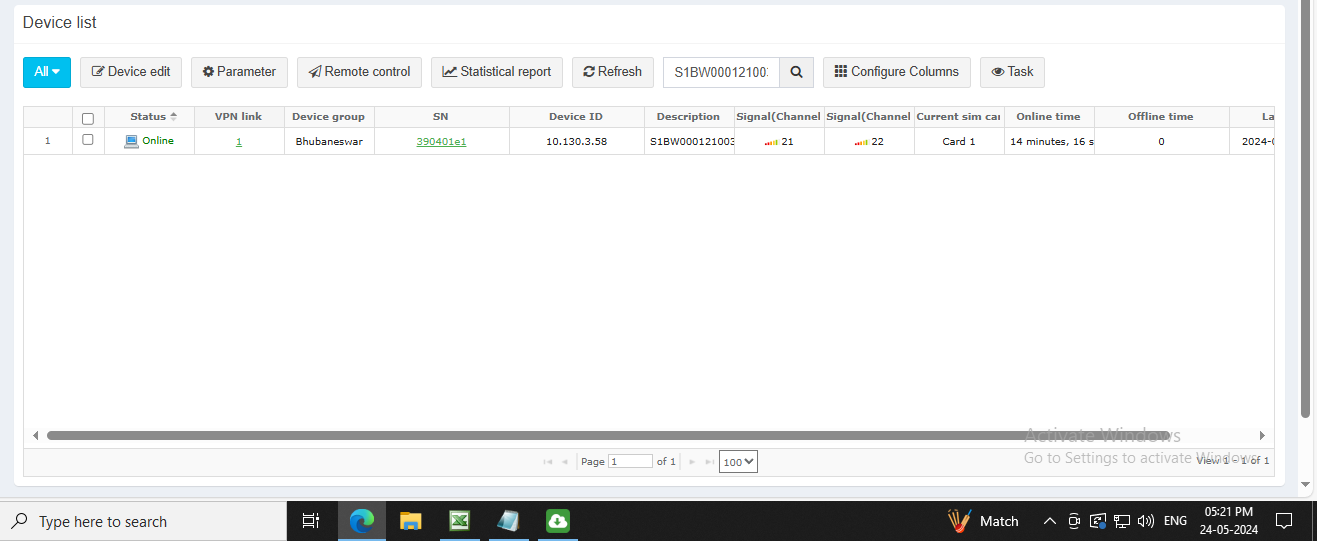 Device list
All Device edit Parameter Remote control Statistical report Refresh S1BW00012100 Configure Columns Task
Status VPN link Device group SN Device ID Description Signal(Channel Signal(Channel Current sim car Online time Offline time La
1 Online 1 Bhubaneswar 390401e1 10.130.3.58 S1BW000121003 21 22 Card 1 14 minutes, 16 s 0 2024-0
Activate Windows
Go to Settings to activate Windows.
Page 1 of 1 100 View 1 - 1 of 1
Type here to search Match ENG 05:21 PM
24-05-2024